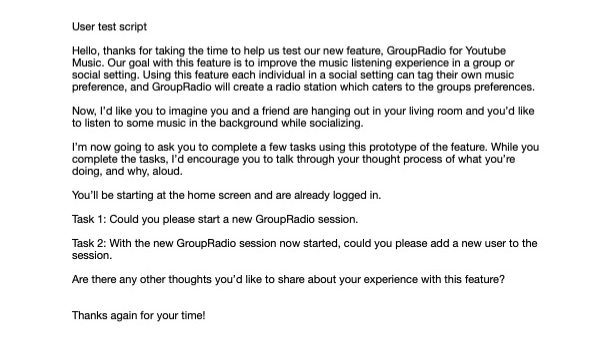 User test script
Hello, thanks for taking the time to help us test our new feature, GroupRadio for Youtube
Music. Our goal with this feature is to improve the music listening experience in a group or
social setting. Using this feature each individual in a social setting can tag their own music
preference, and GroupRadio will create a radio station which caters to the groups preferences.
Now, I'd like you to imagine you and a friend are hanging out in your living room and you'd like
to listen to some music in the background while socializing.
I'm now going to ask you to complete a few tasks using this prototype of the feature. While you
complete the tasks, I'd encourage you to talk through your thought process of what you're
doing, and why, aloud.
You'll be starting at the home screen and are already logged in.
Task 1: Could you please start a new GroupRadio session.
Task 2: With the new GroupRadio session now started, could you please add a new user to the
session.
Are there any other thoughts you'd like to share about your experience with this feature?
Thanks again for your time!